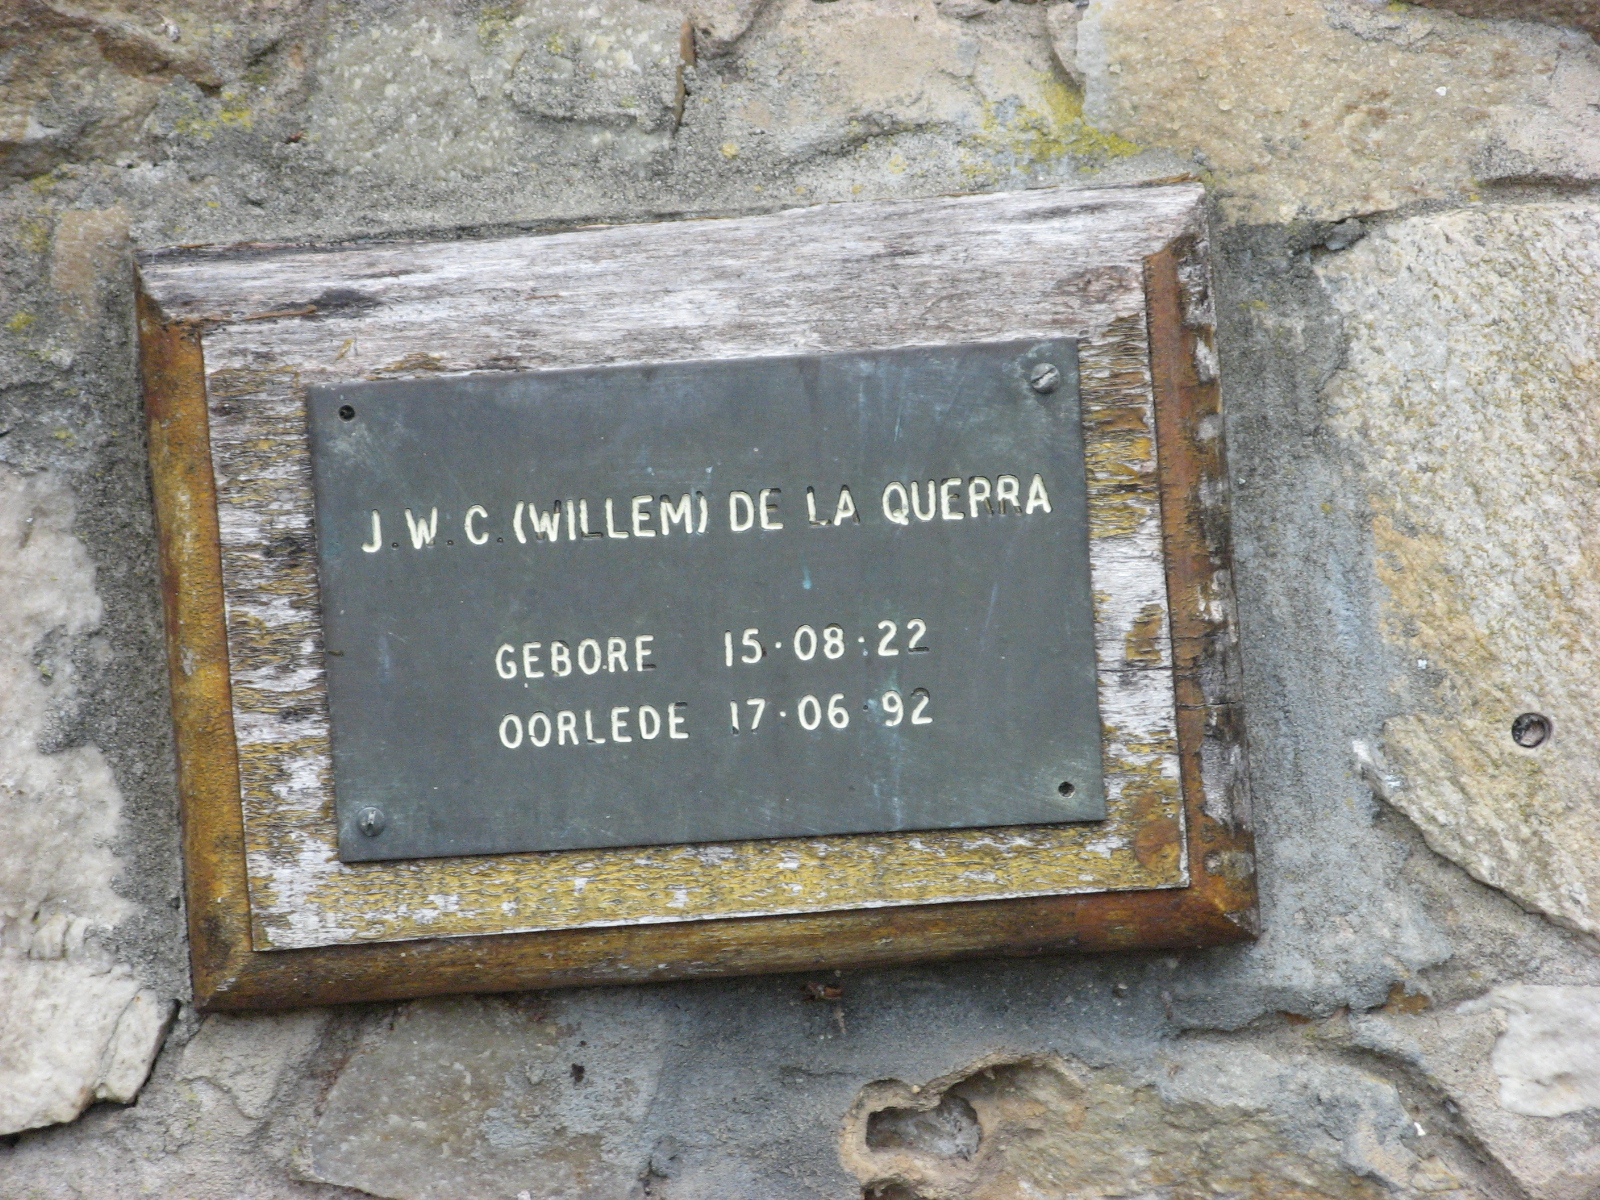 J.W.C.(WILLEM) DE LA QUERRA
GEBORE 15·08·22
OORLEDE 17·06·92